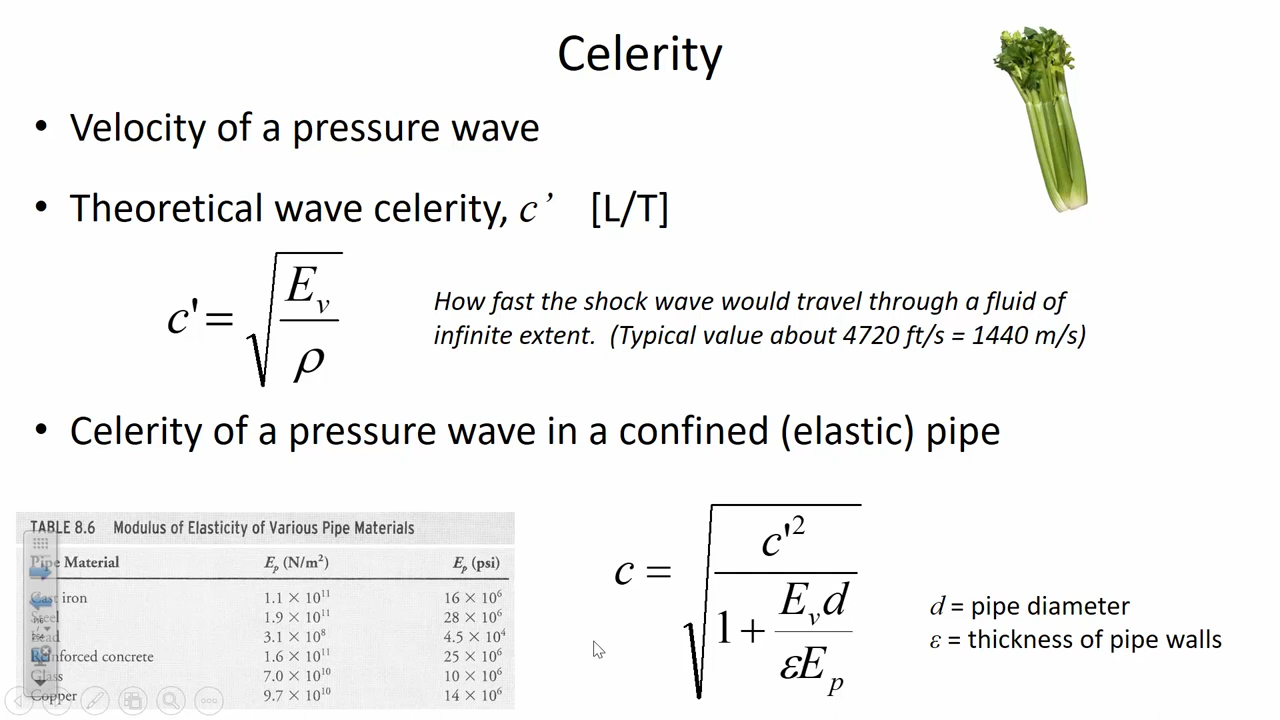 Celerity
• Velocity of a pressure wave
• Theoretical wave celerity, c’ [L/T]
c' = √(E_v / ρ)
How fast the shock wave would travel through a fluid of
infinite extent. (Typical value about 4720 ft/s = 1440 m/s)
• Celerity of a pressure wave in a confined (elastic) pipe
TABLE 8.6 Modulus of Elasticity of Various Pipe Materials
Pipe Material E_p (N/m²) E_p (psi)
Cast iron 1.1 × 10¹¹ 16 × 10⁶
Steel 1.9 × 10¹¹ 28 × 10⁶
Lead 3.1 × 10⁸ 4.5 × 10⁴
Reinforced concrete 1.6 × 10¹¹ 25 × 10⁶
Glass 7.0 × 10¹⁰ 10 × 10⁶
Copper 9.7 × 10¹⁰ 14 × 10⁶
c = √(c'² / (1 + E_v d / εE_p))
d = pipe diameter
ε = thickness of pipe walls